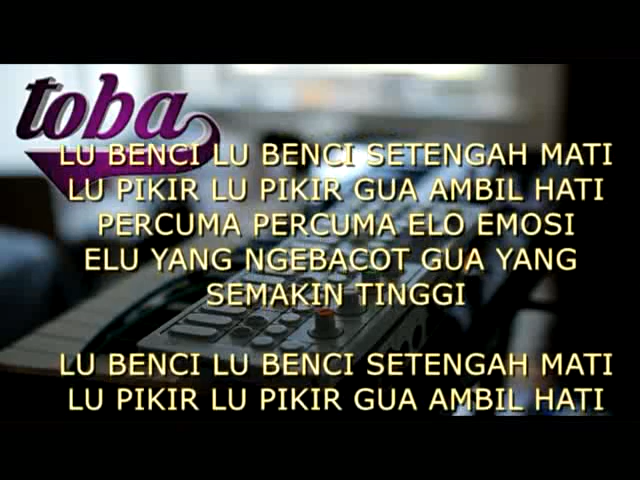 toba
LU BENCI LU BENCI SETENGAH MATI
LU PIKIR LU PIKIR GUA AMBIL HATI
PERCUMA PERCUMA ELO EMOSI
ELU YANG NGEBACOT GUA YANG
SEMAKIN TINGGI
LU BENCI LU BENCI SETENGAH MATI
LU PIKIR LU PIKIR GUA AMBIL HATI